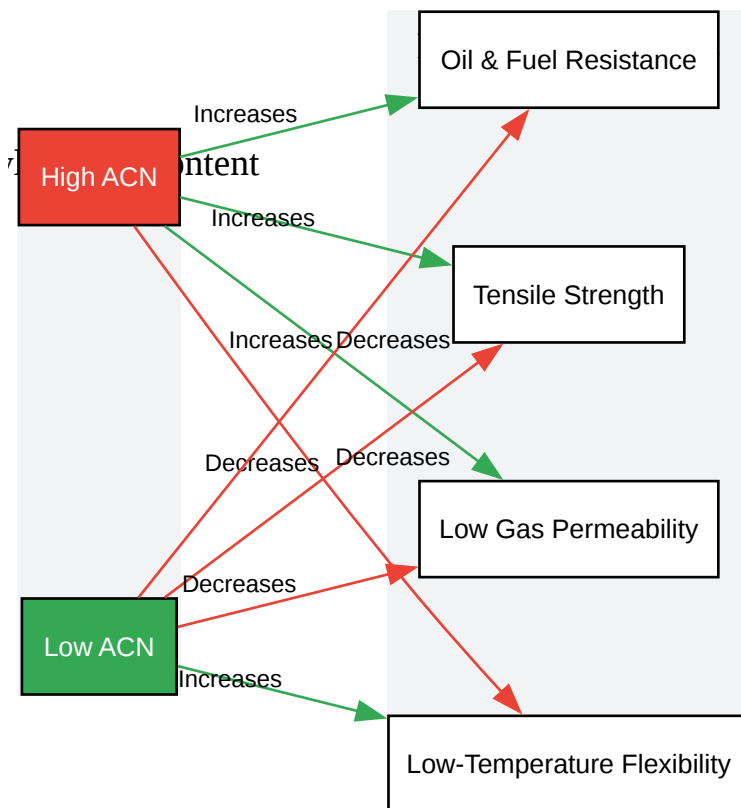 Oil & Fuel Resistance
Increases
High ACN
ontent
Increases
Tensile Strength
Increases
Decreases
Decreases
Decreases
Low Gas Permeability
Decreases
Low ACN
Increases
Low-Temperature Flexibility